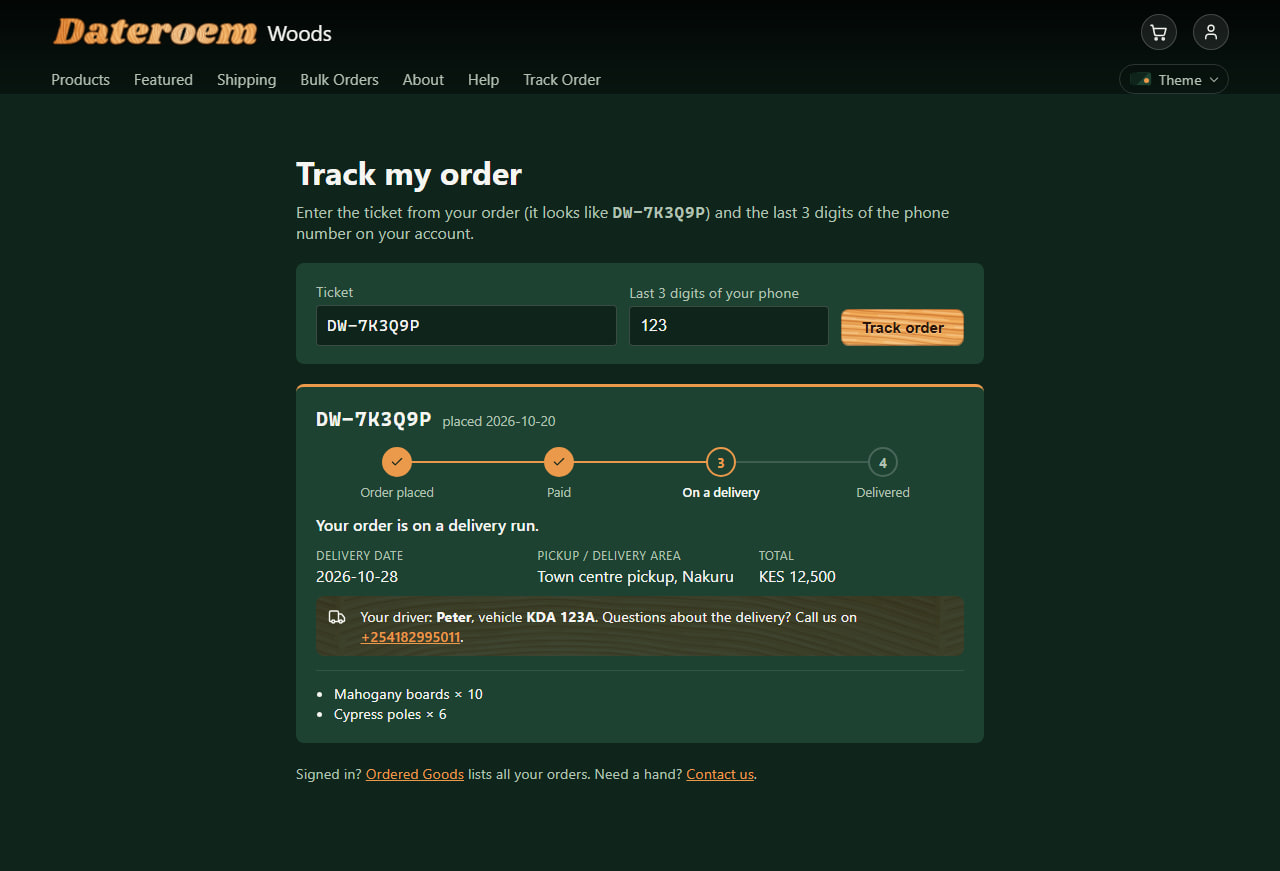 Dateroem Woods
Products Featured Shipping Bulk Orders About Help Track Order Theme
Track my order
Enter the ticket from your order (it looks like DW-7K3Q9P) and the last 3 digits of the phone
number on your account.
Ticket Last 3 digits of your phone
DW-7K3Q9P 123 Track order
DW-7K3Q9P placed 2026-10-20
3 4
Order placed Paid On a delivery Delivered
Your order is on a delivery run.
DELIVERY DATE PICKUP / DELIVERY AREA TOTAL
2026-10-28 Town centre pickup, Nakuru KES 12,500
Your driver: Peter, vehicle KDA 123A. Questions about the delivery? Call us on
+254182995011.
• Mahogany boards × 10
• Cypress poles × 6
Signed in? Ordered Goods lists all your orders. Need a hand? Contact us.